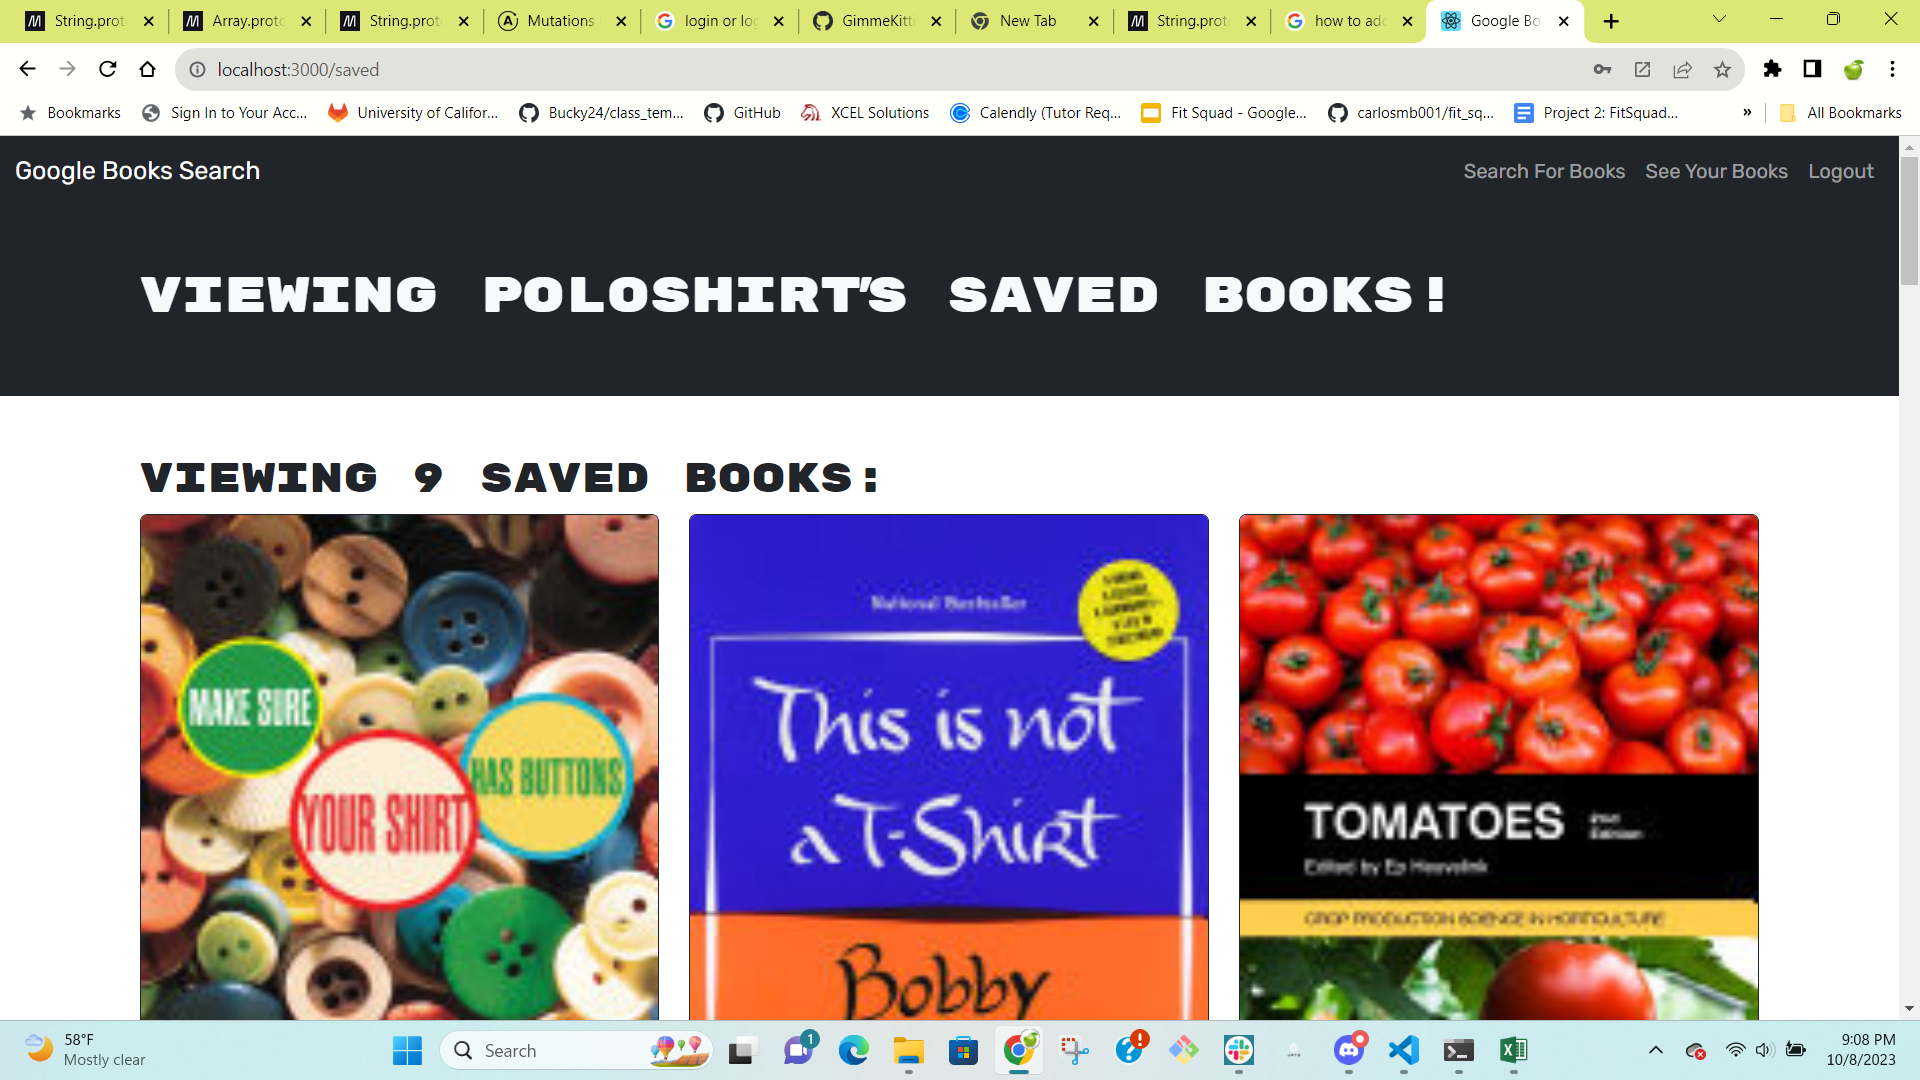 String.prot
Array.proto
String.prot
Mutations
login or log
GimmeKitti
New Tab
String.prot
how to add
Google Bo
localhost:3000/saved
Bookmarks
Sign In to Your Acc...
University of Califor...
Bucky24/class_tem...
GitHub
XCEL Solutions
Calendly (Tutor Req...
Fit Squad - Google...
carlosmb001/fit_sq...
Project 2: FitSquad...
»
All Bookmarks
Google Books Search
Search For Books
See Your Books
Logout
VIEWING POLOSHIRT'S SAVED BOOKS!
VIEWING 9 SAVED BOOKS:
MAKE SURE
YOUR SHIRT
HAS BUTTONS
National Bestseller
This is not
a T-Shirt
Bobby
TOMATOES
2nd
Edition
Edited by Ep Heuvelink
CROP PRODUCTION SCIENCE IN HORTICULTURE
58°F
Mostly clear
Search
1
9:08 PM
10/8/2023